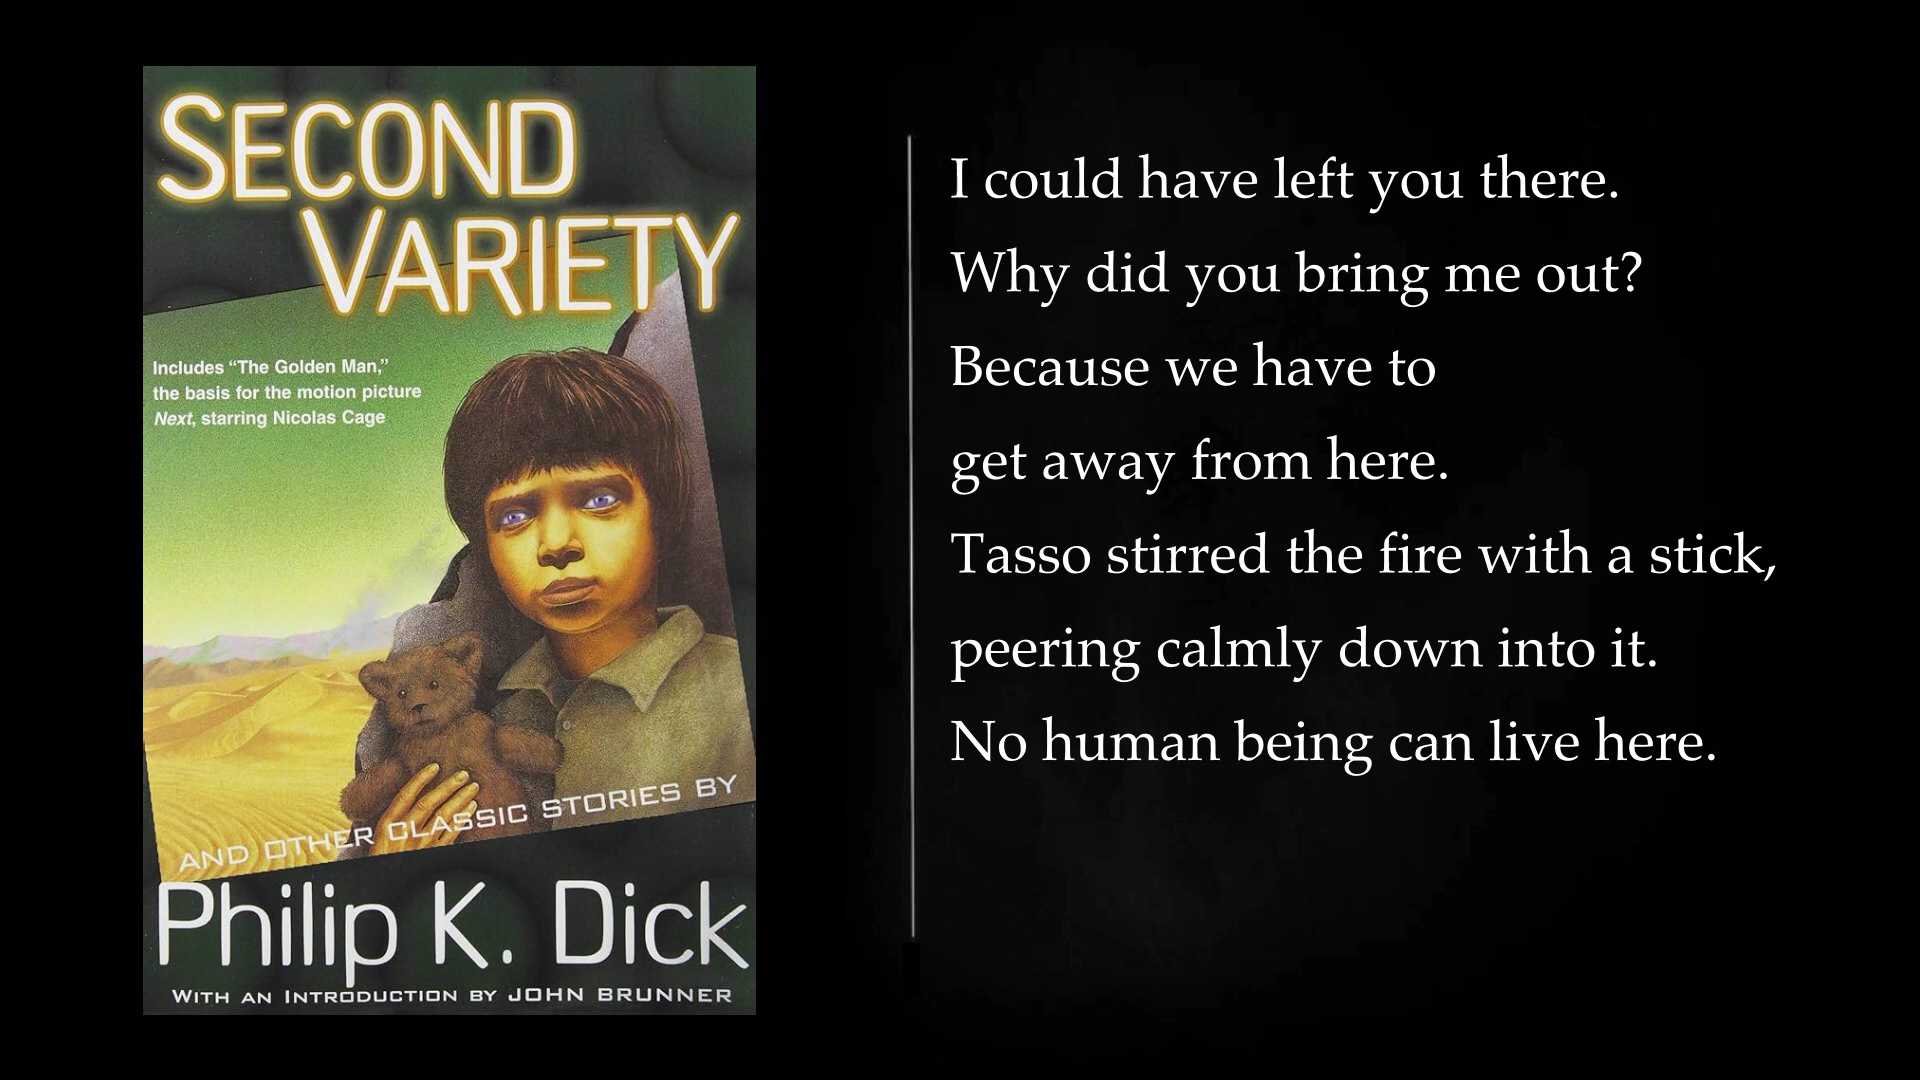 SECOND
VARIETY
Includes “The Golden Man,”
the basis for the motion picture
Next, starring Nicolas Cage
AND OTHER CLASSIC STORIES BY
Philip K. Dick
WITH AN INTRODUCTION BY JOHN BRUNNER
I could have left you there.
Why did you bring me out?
Because we have to
get away from here.
Tasso stirred the fire with a stick,
peering calmly down into it.
No human being can live here.